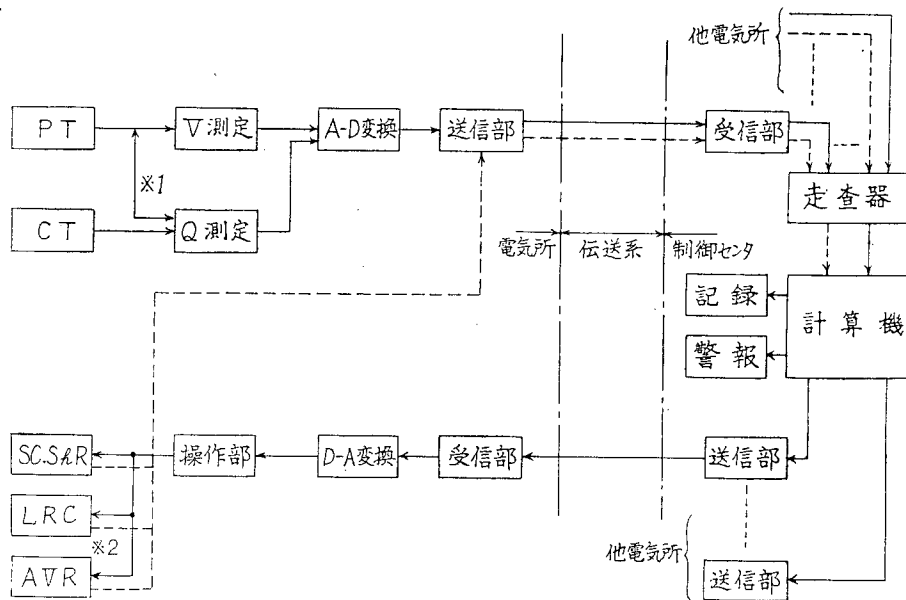 他電気所
PT
V測定
A-D変換
送信部
受信部
※1
CT
Q測定
走査器
電気所
伝送系
制御センタ
記録
計算機
警報
SC.ShR
操作部
D-A変換
受信部
送信部
LRC
※2
AVR
他電気所
送信部